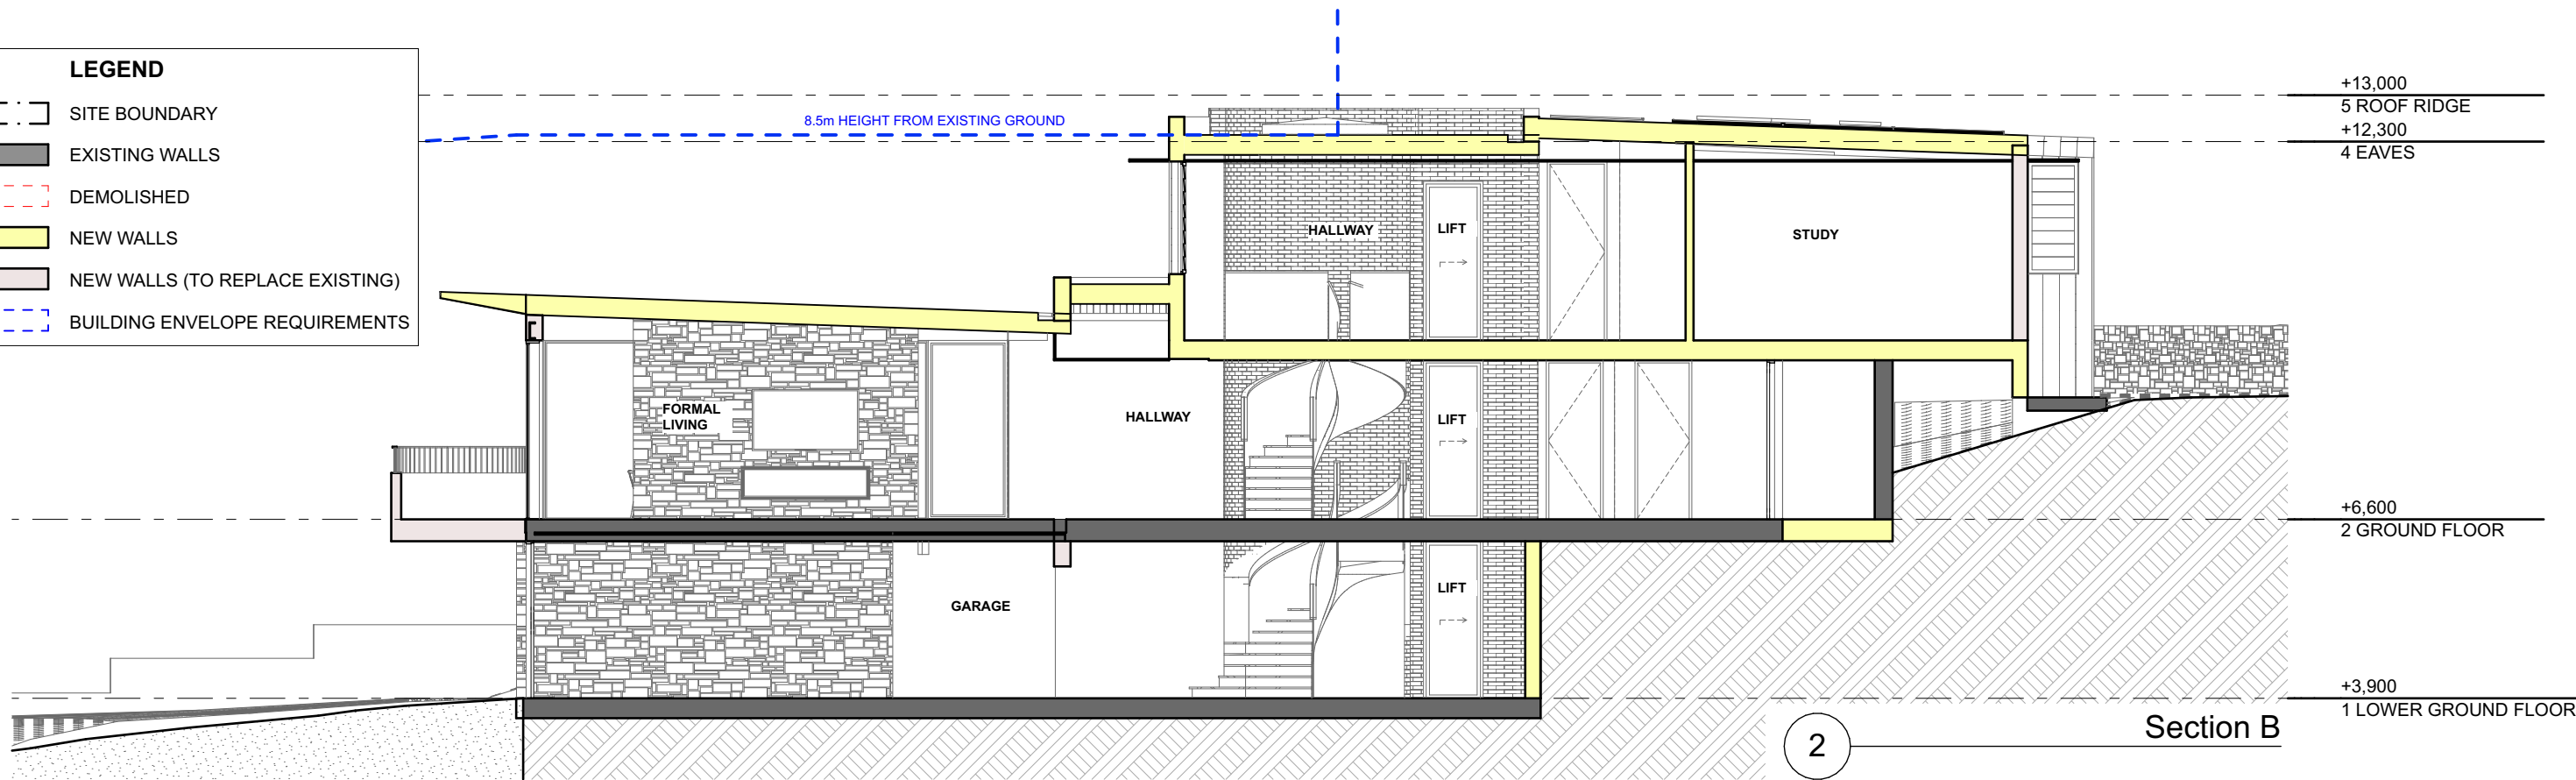 LEGEND
SITE BOUNDARY
EXISTING WALLS
DEMOLISHED
NEW WALLS
NEW WALLS (TO REPLACE EXISTING)
BUILDING ENVELOPE REQUIREMENTS
8.5m HEIGHT FROM EXISTING GROUND
+13,000
5 ROOF RIDGE
+12,300
4 EAVES
HALLWAY
LIFT
STUDY
FORMAL
LIVING
HALLWAY
LIFT
+6,600
2 GROUND FLOOR
GARAGE
LIFT
+3,900
1 LOWER GROUND FLOOR
2
Section B